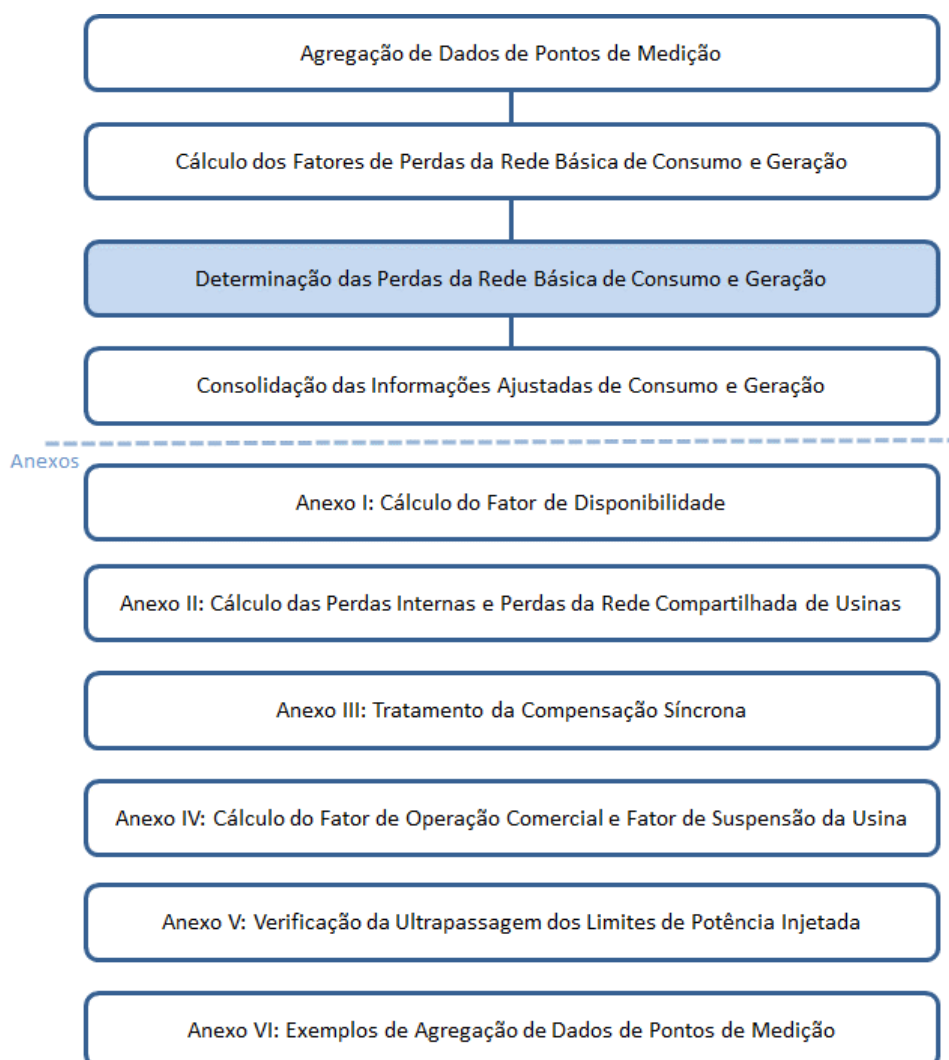 Agregação de Dados de Pontos de Medição
Cálculo dos Fatores de Perdas da Rede Básica de Consumo e Geração
Determinação das Perdas da Rede Básica de Consumo e Geração
Consolidação das Informações Ajustadas de Consumo e Geração
Anexos
Anexo I: Cálculo do Fator de Disponibilidade
Anexo II: Cálculo das Perdas Internas e Perdas da Rede Compartilhada de Usinas
Anexo III: Tratamento da Compensação Síncrona
Anexo IV: Cálculo do Fator de Operação Comercial e Fator de Suspensão da Usina
Anexo V: Verificação da Ultrapassagem dos Limites de Potência Injetada
Anexo VI: Exemplos de Agregação de Dados de Pontos de Medição